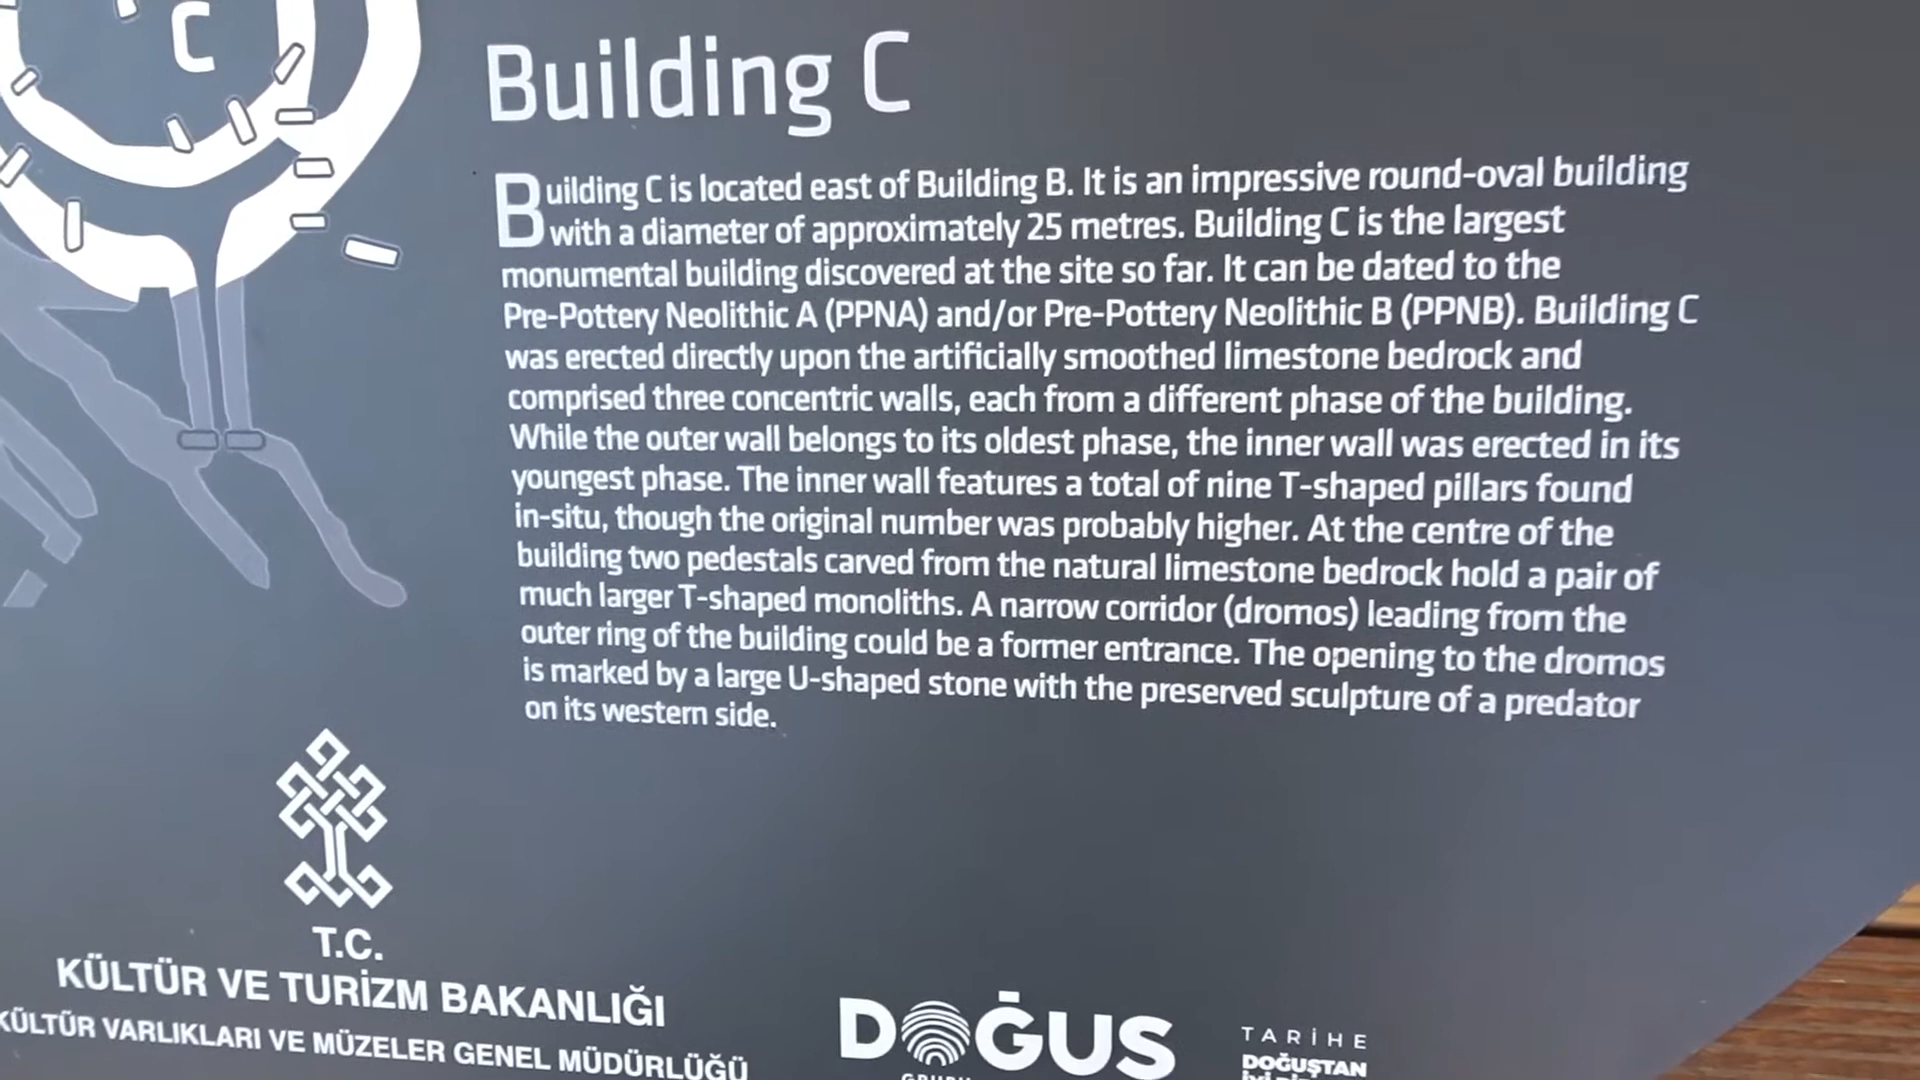 C
Building C
Building C is located east of Building B. It is an impressive round-oval building
with a diameter of approximately 25 metres. Building C is the largest
monumental building discovered at the site so far. It can be dated to the
Pre-Pottery Neolithic A (PPNA) and/or Pre-Pottery Neolithic B (PPNB). Building C
was erected directly upon the artificially smoothed limestone bedrock and
comprised three concentric walls, each from a different phase of the building.
While the outer wall belongs to its oldest phase, the inner wall was erected in its
youngest phase. The inner wall features a total of nine T-shaped pillars found
in-situ, though the original number was probably higher. At the centre of the
building two pedestals carved from the natural limestone bedrock hold a pair of
much larger T-shaped monoliths. A narrow corridor (dromos) leading from the
outer ring of the building could be a former entrance. The opening to the dromos
is marked by a large U-shaped stone with the preserved sculpture of a predator
on its western side.
T.C.
KÜLTÜR VE TURİZM BAKANLIĞI
KÜLTÜR VARLIKLARI VE MÜZELER GENEL MÜDÜRLÜĞÜ
DOĞUS
TARİHE
DOĞUŞTAN